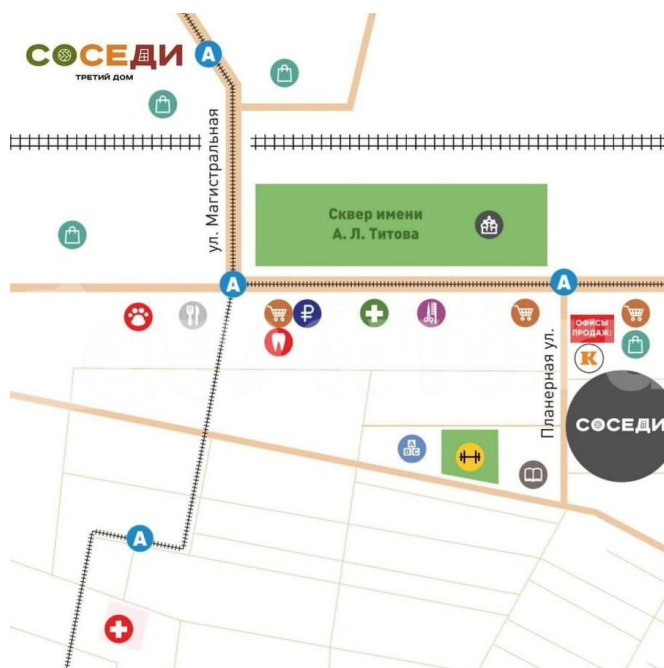 СОСЕДИ
ТРЕТИЙ ДОМ
А
ул. Магистральная
Сквер имени
А. Л. Титова
А
А
₽
ОФИСЫ
ПРОДАЖ:
К
Планерная ул.
СОСЕДИ
A
B C
А